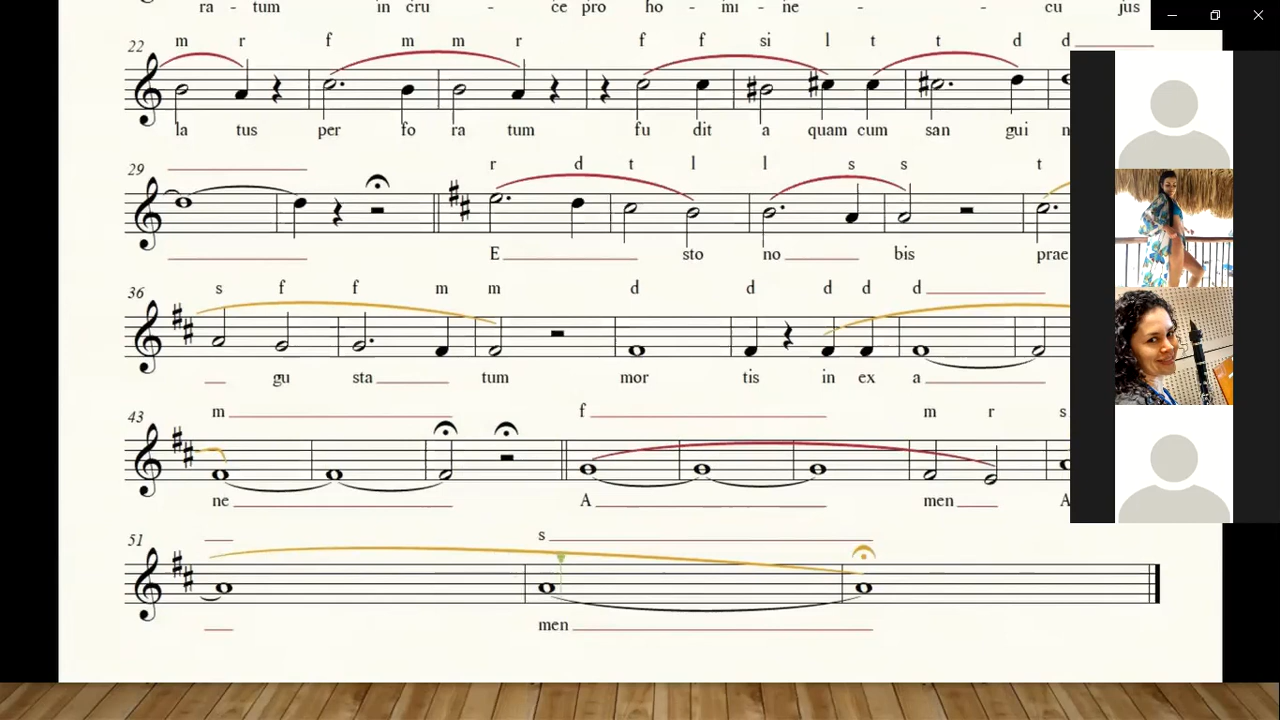 ra - tum in cru - ce pro ho - mi - ne - - cu jus
22
m r f m m r f f si l t t d d
la tus per fo ra tum fu dit a quam cum san gui n
29
r d t l l s s t
E sto no bis prae
36
s f f m m d d d d d
gu sta tum mor tis in ex a
43
m f m r s
ne A men A
51
s
men